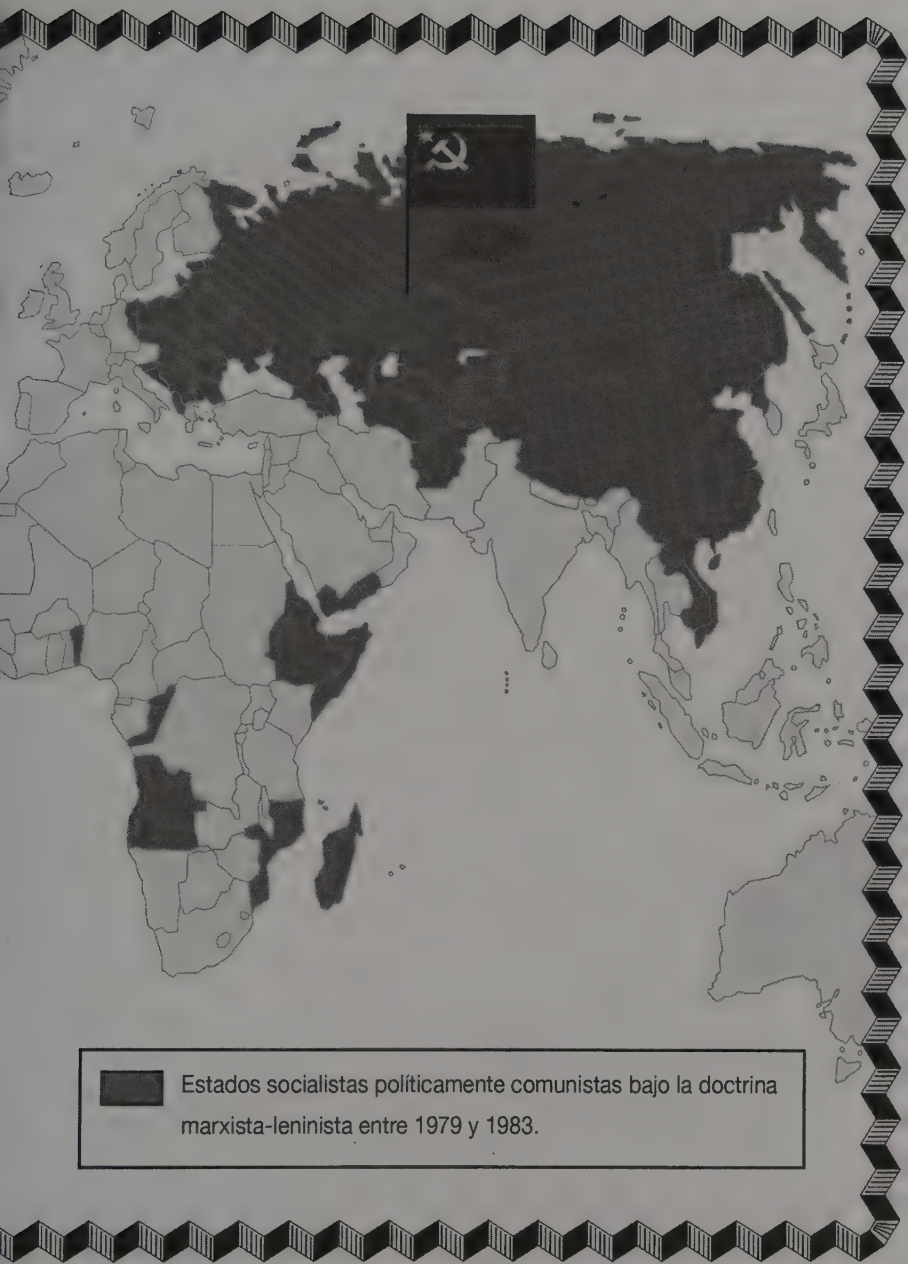 Estados socialistas políticamente comunistas bajo la doctrina
marxista-leninista entre 1979 y 1983.